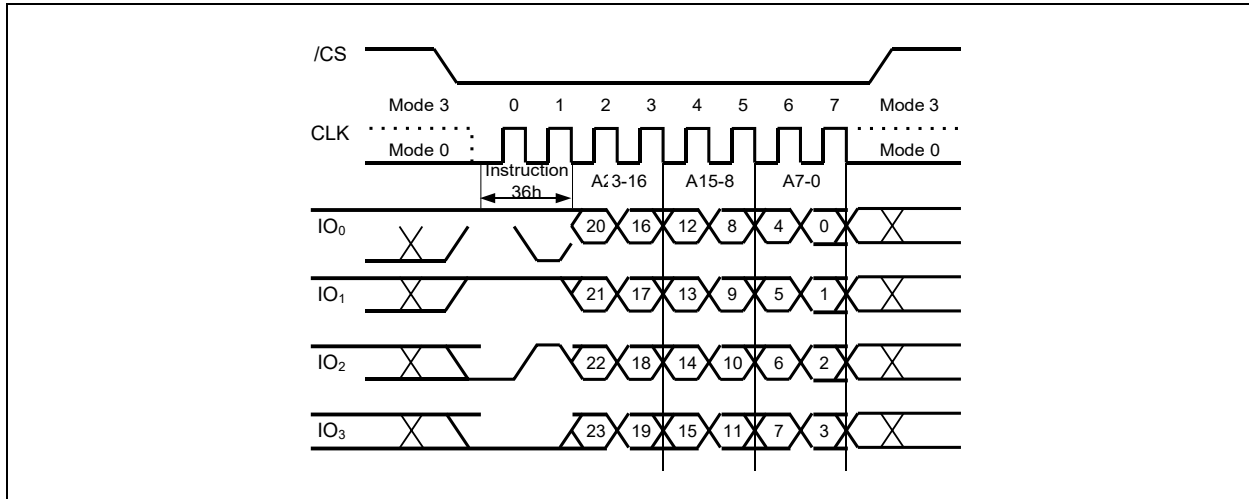 /CS
Mode 3 0 1 2 3 4 5 6 7 Mode 3
CLK
Mode 0 Mode 0
Instruction
36h
A23-16 A15-8 A7-0
IO0 20 16 12 8 4 0
IO1 21 17 13 9 5 1
IO2 22 18 14 10 6 2
IO3 23 19 15 11 7 3